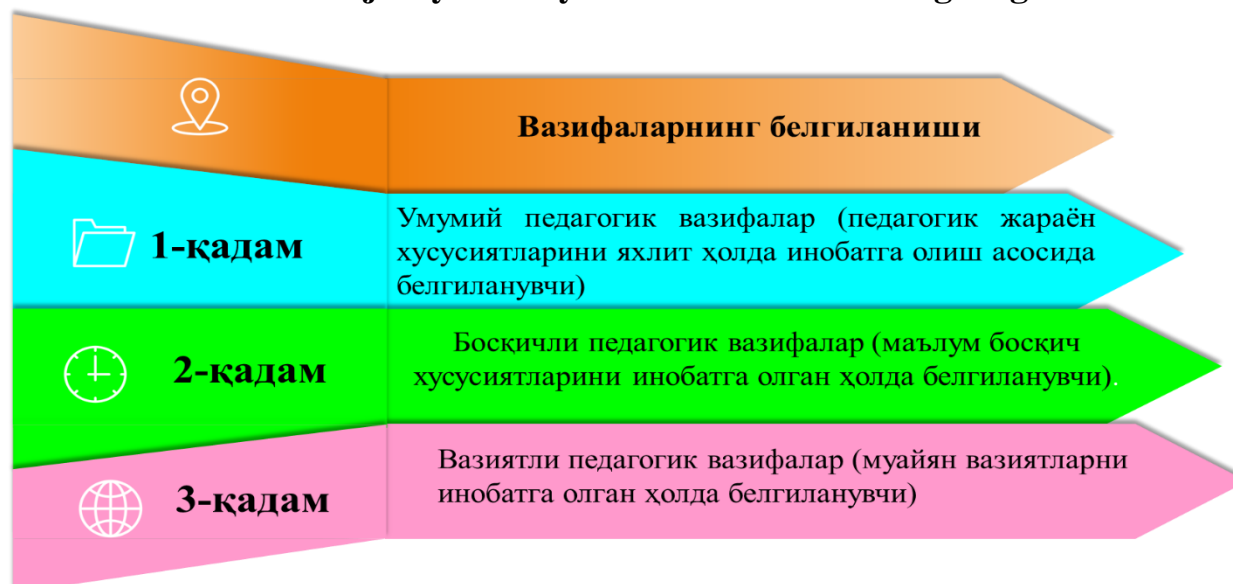 Вазифаларнинг белгиланиши
1-қадам
Умумий педагогик вазифалар (педагогик жараён
хусусиятларини яхлит ҳолда инобатга олиш асосида
белгиланувчи)
2-қадам
Босқичли педагогик вазифалар (маълум босқич
хусусиятларини инобатга олган ҳолда белгиланувчи).
3-қадам
Вазиятли педагогик вазифалар (муайян вазиятларни
инобатга олган ҳолда белгиланувчи)